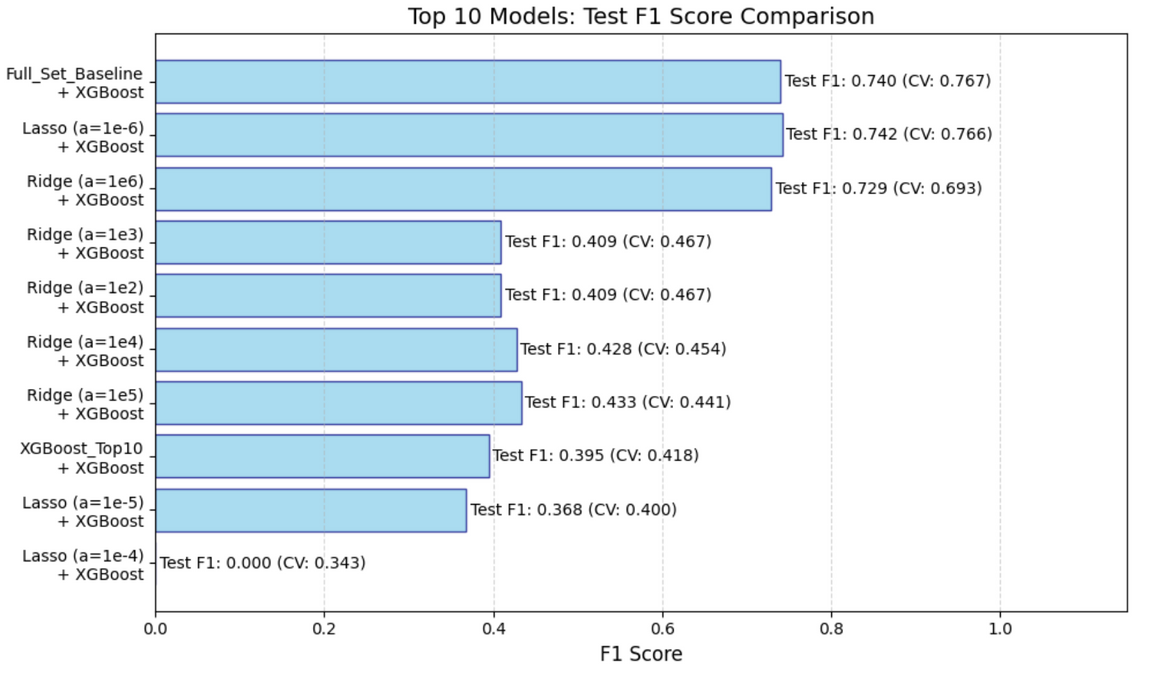 Top 10 Models: Test F1 Score Comparison
Full_Set_Baseline
+ XGBoost
Test F1: 0.740 (CV: 0.767)
Lasso (a=1e-6)
+ XGBoost
Test F1: 0.742 (CV: 0.766)
Ridge (a=1e6)
+ XGBoost
Test F1: 0.729 (CV: 0.693)
Ridge (a=1e3)
+ XGBoost
Test F1: 0.409 (CV: 0.467)
Ridge (a=1e2)
+ XGBoost
Test F1: 0.409 (CV: 0.467)
Ridge (a=1e4)
+ XGBoost
Test F1: 0.428 (CV: 0.454)
Ridge (a=1e5)
+ XGBoost
Test F1: 0.433 (CV: 0.441)
XGBoost_Top10
+ XGBoost
Test F1: 0.395 (CV: 0.418)
Lasso (a=1e-5)
+ XGBoost
Test F1: 0.368 (CV: 0.400)
Lasso (a=1e-4)
+ XGBoost
Test F1: 0.000 (CV: 0.343)
0.0 0.2 0.4 0.6 0.8 1.0
F1 Score